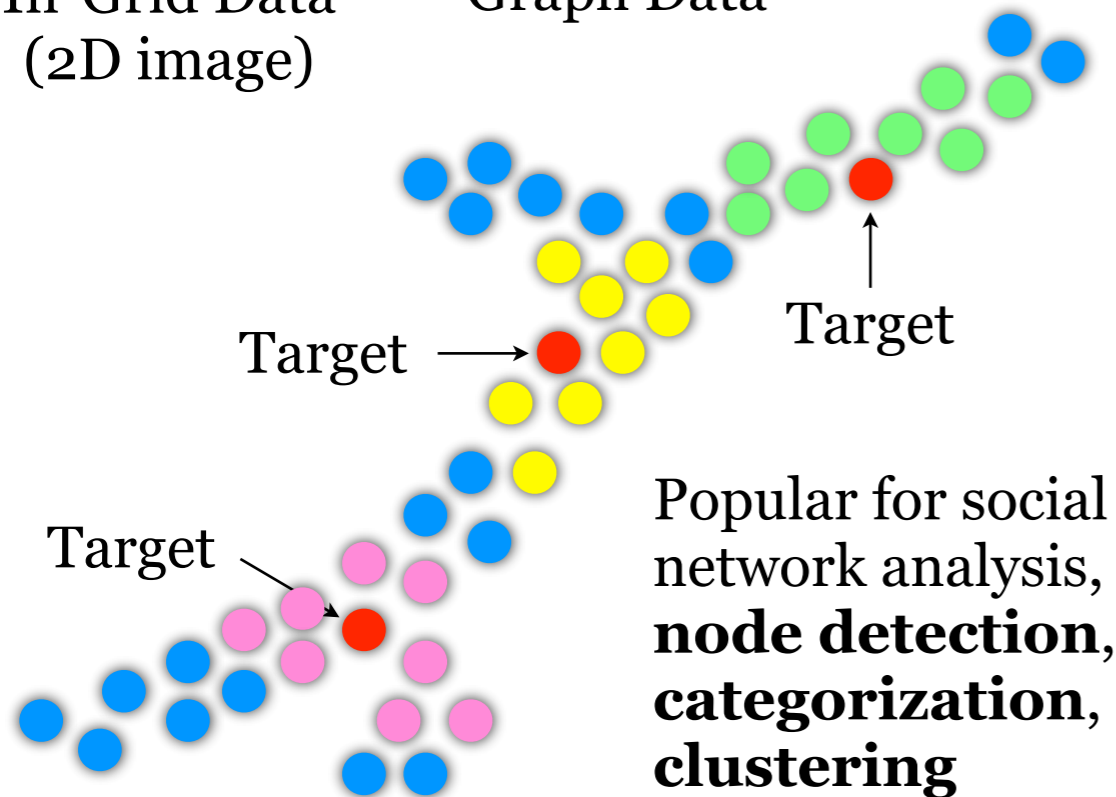 (2D image)
Target
Target
Target
Popular for social
network analysis,
node detection,
categorization,
clustering